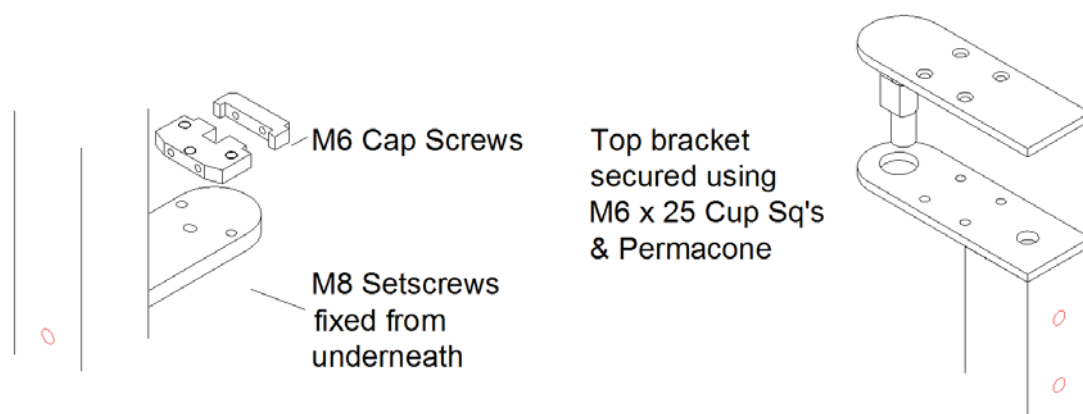 M6 Cap Screws
M8 Setscrews
fixed from
underneath
Top bracket
secured using
M6 x 25 Cup Sq's
& Permacone